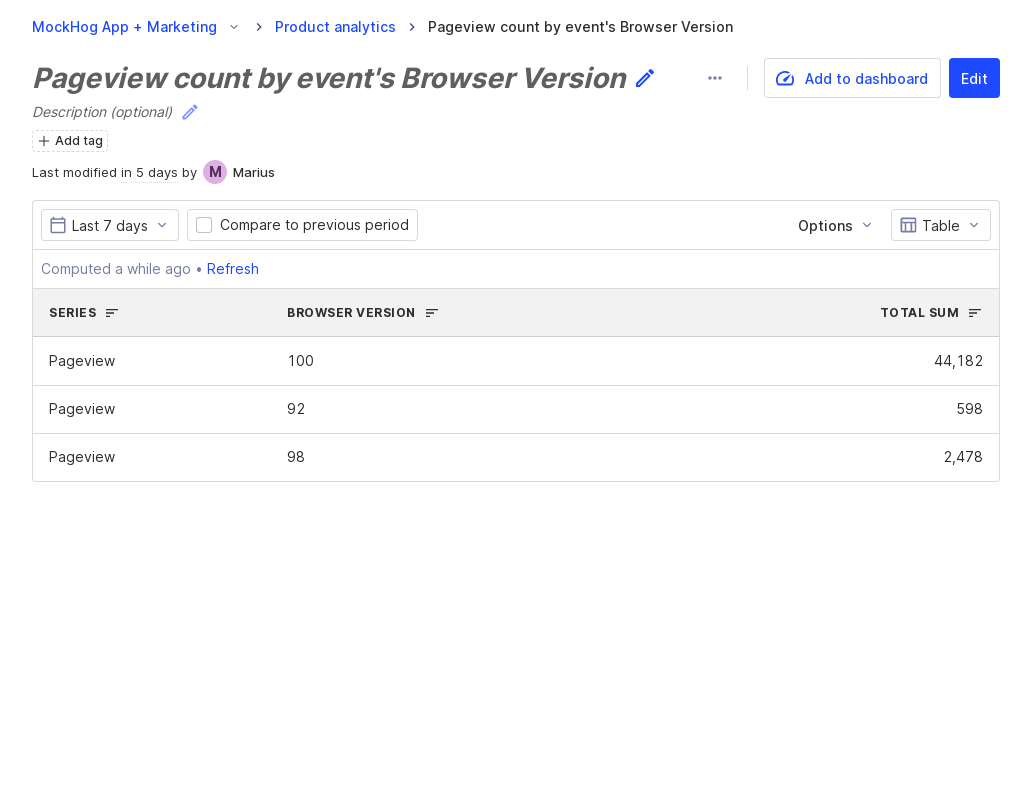 MockHog App + Marketing Product analytics Pageview count by event's Browser Version
Pageview count by event's Browser Version
Add to dashboard Edit
Description (optional)
Add tag
Last modified in 5 days by M Marius
Last 7 days Compare to previous period Options Table
Computed a while ago • Refresh
SERIES BROWSER VERSION TOTAL SUM
Pageview 100 44,182
Pageview 92 598
Pageview 98 2,478